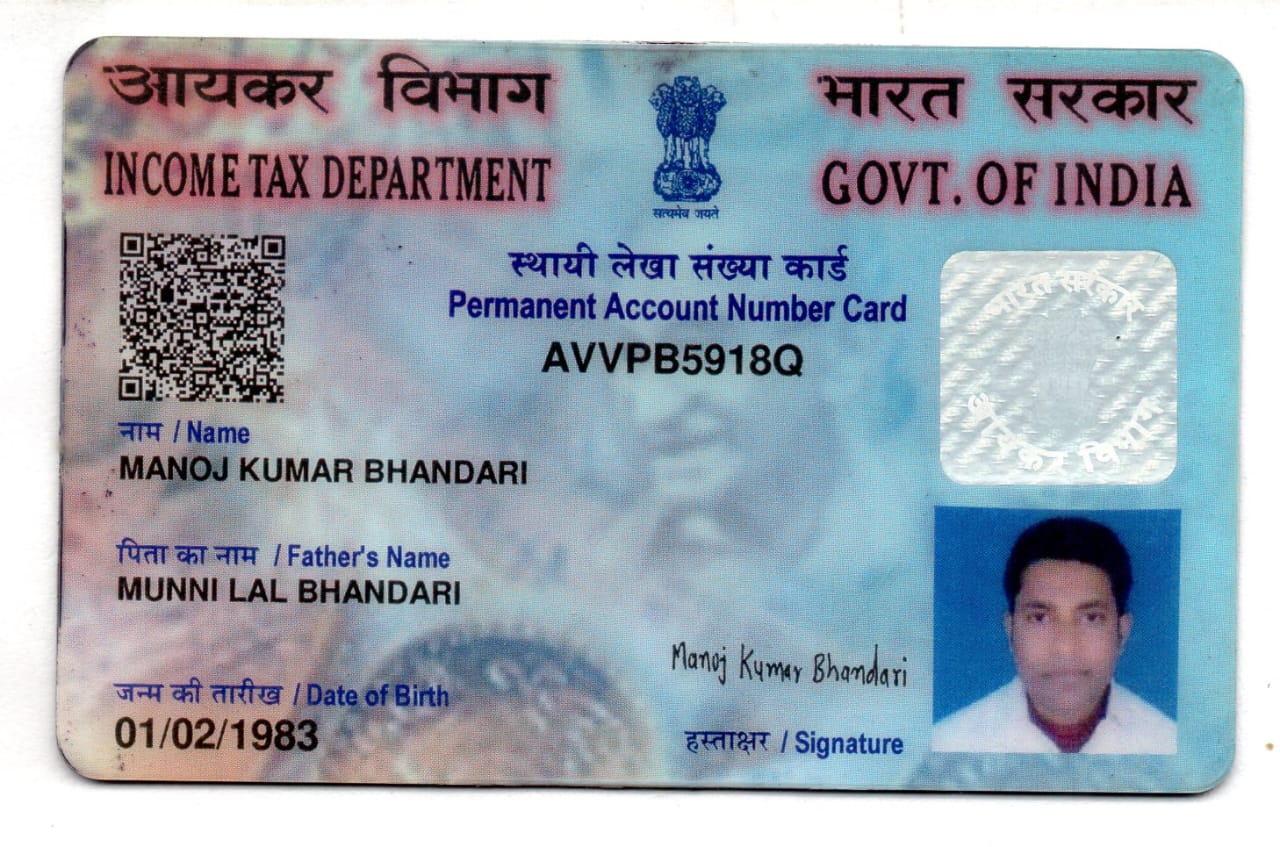 आयकर विभाग
INCOME TAX DEPARTMENT
सत्यमेव जयते
भारत सरकार
GOVT. OF INDIA
स्थायी लेखा संख्या कार्ड
Permanent Account Number Card
AVVPB5918Q
भारत सरकार
आयकर विभाग
नाम / Name
MANOJ KUMAR BHANDARI
पिता का नाम / Father's Name
MUNNI LAL BHANDARI
जन्म की तारीख / Date of Birth
01/02/1983
Manoj Kumar Bhandari
हस्ताक्षर / Signature